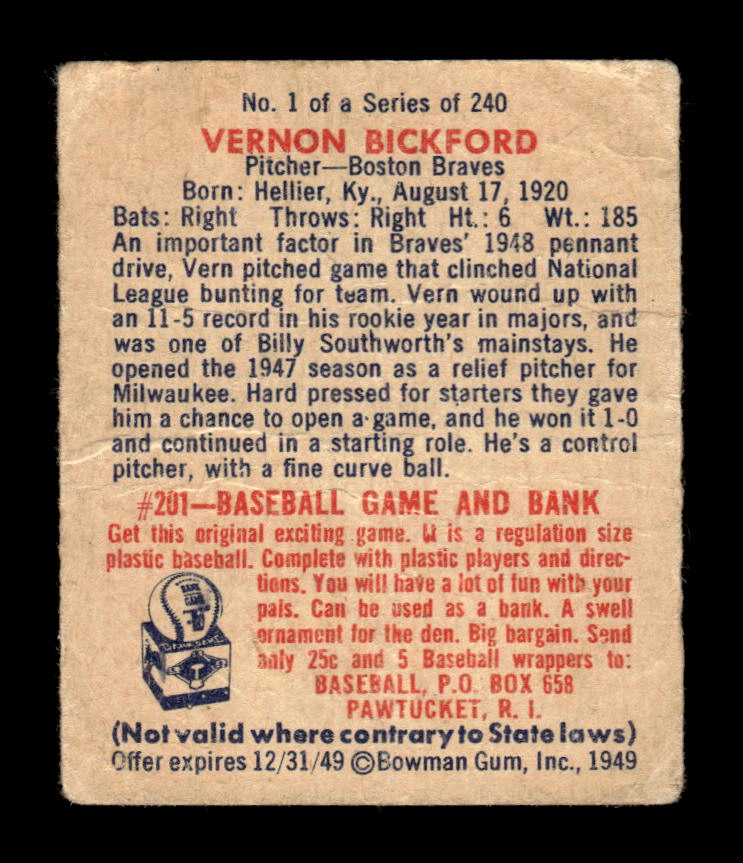 No. 1 of a Series of 240
VERNON BICKFORD
Pitcher—Boston Braves
Born: Hellier, Ky., August 17, 1920
Bats: Right Throws: Right Ht.: 6 Wt.: 185
An important factor in Braves' 1948 pennant
drive, Vern pitched game that clinched National
League bunting for team. Vern wound up with
an 11-5 record in his rookie year in majors, and
was one of Billy Southworth's mainstays. He
opened the 1947 season as a relief pitcher for
Milwaukee. Hard pressed for starters they gave
him a chance to open a game, and he won it 1-0
and continued in a starting role. He's a control
pitcher, with a fine curve ball.
#201—BASEBALL GAME AND BANK
Get this original exciting game. It is a regulation size
plastic baseball. Complete with plastic players and direc-
tions. You will have a lot of fun with your
pals. Can be used as a bank. A swell
ornament for the den. Big bargain. Send
only 25c and 5 Baseball wrappers to:
BASEBALL, P.O. BOX 658
PAWTUCKET, R. I.
BANK
GAME
(Not valid where contrary to State laws)
Offer expires 12/31/49 ©Bowman Gum, Inc., 1949